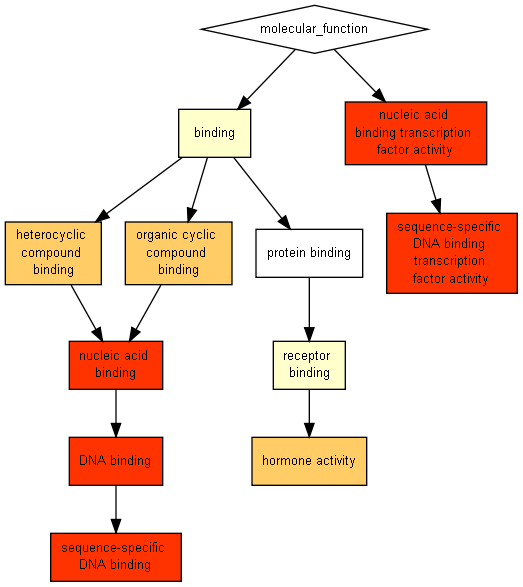 molecular_function
nucleic acid
binding transcription
factor activity
binding
heterocyclic
compound
binding
organic cyclic
compound
binding
protein binding
sequence-specific
DNA binding
transcription
factor activity
nucleic acid
binding
receptor
binding
DNA binding
hormone activity
sequence-specific
DNA binding